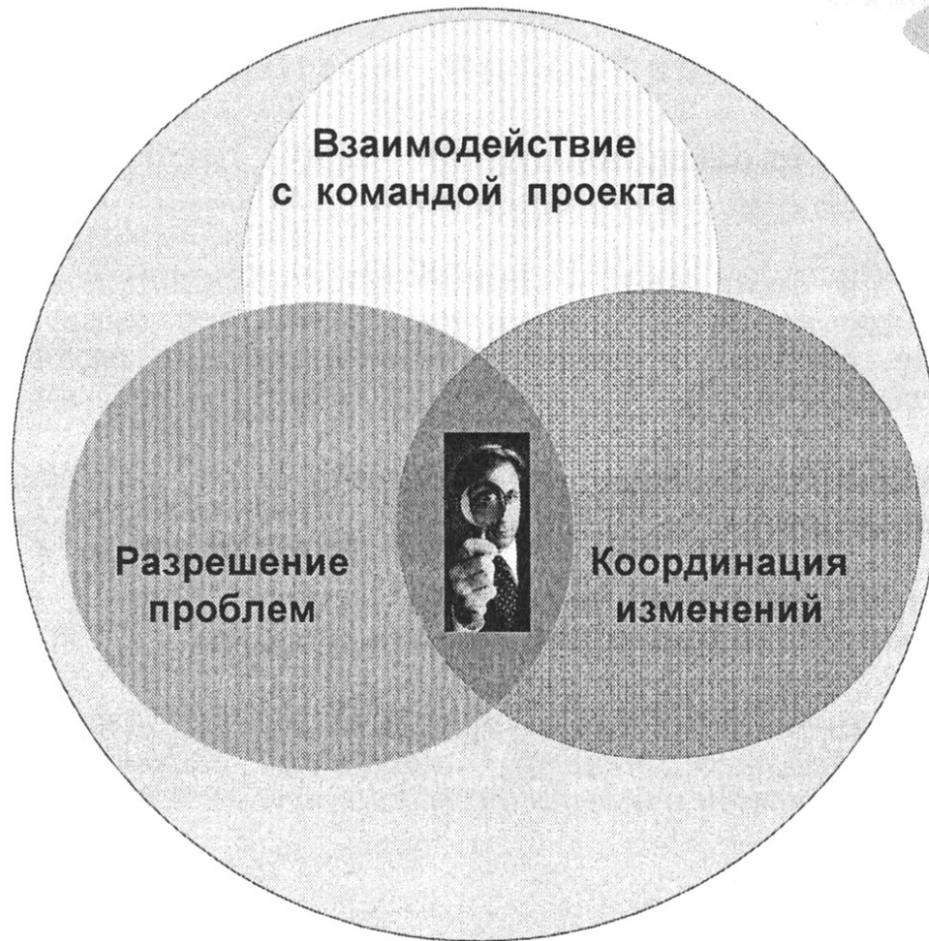 Взаимодействие
с командой проекта
Разрешение
проблем
Координация
изменений